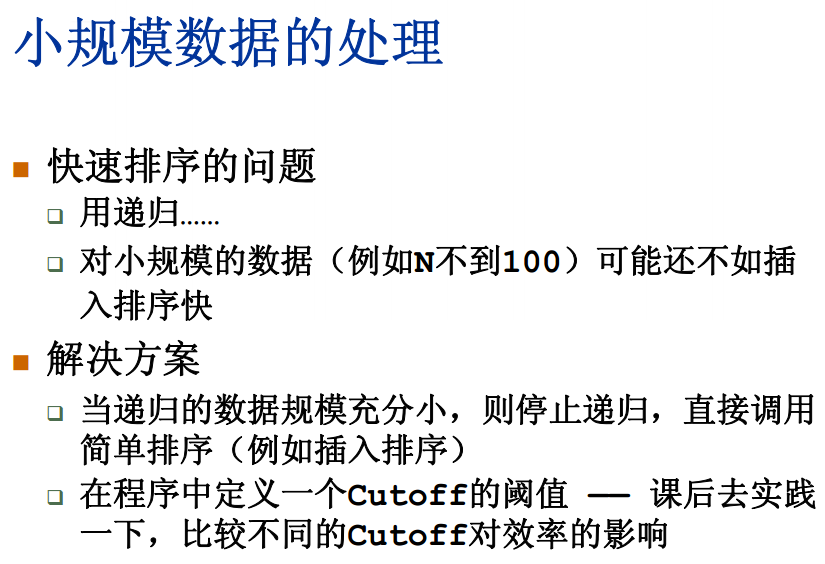 小规模数据的处理
快速排序的问题
用递归……
对小规模的数据（例如N不到100）可能还不如插
入排序快
解决方案
当递归的数据规模充分小，则停止递归，直接调用
简单排序（例如插入排序）
在程序中定义一个Cutoff的阈值 —— 课后去实践
一下，比较不同的Cutoff对效率的影响